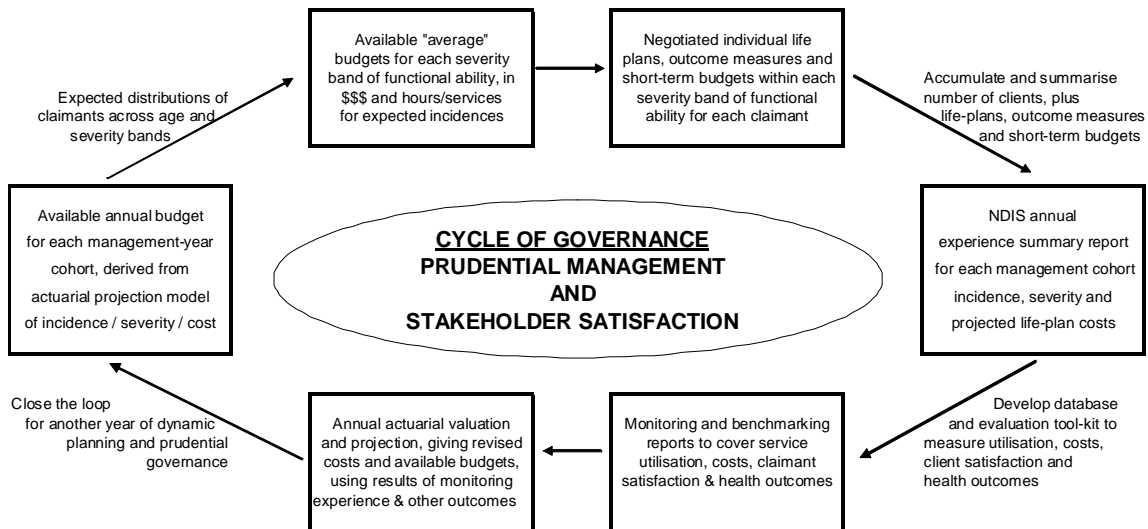 Available "average"
budgets for each severity
band of functional ability, in
$$$ and hours/services
for expected incidences
Negotiated individual life
plans, outcome measures and
short-term budgets within each
severity band of functional
ability for each claimant
Expected distributions of
claimants across age and
severity bands
Accumulate and summarise
number of clients, plus
life-plans, outcome measures
and short-term budgets
Available annual budget
for each management-year
cohort, derived from
actuarial projection model
of incidence / severity / cost
CYCLE OF GOVERNANCE
PRUDENTIAL MANAGEMENT
AND
STAKEHOLDER SATISFACTION
NDIS annual
experience summary report
for each management cohort
incidence, severity and
projected life-plan costs
Close the loop
for another year of dynamic
planning and prudential
governance
Annual actuarial valuation
and projection, giving revised
costs and available budgets,
using results of monitoring
experience & other outcomes
Monitoring and benchmarking
reports to cover service
utilisation, costs, claimant
satisfaction & health outcomes
Develop database
and evaluation tool-kit to
measure utilisation, costs,
client satisfaction and
health outcomes